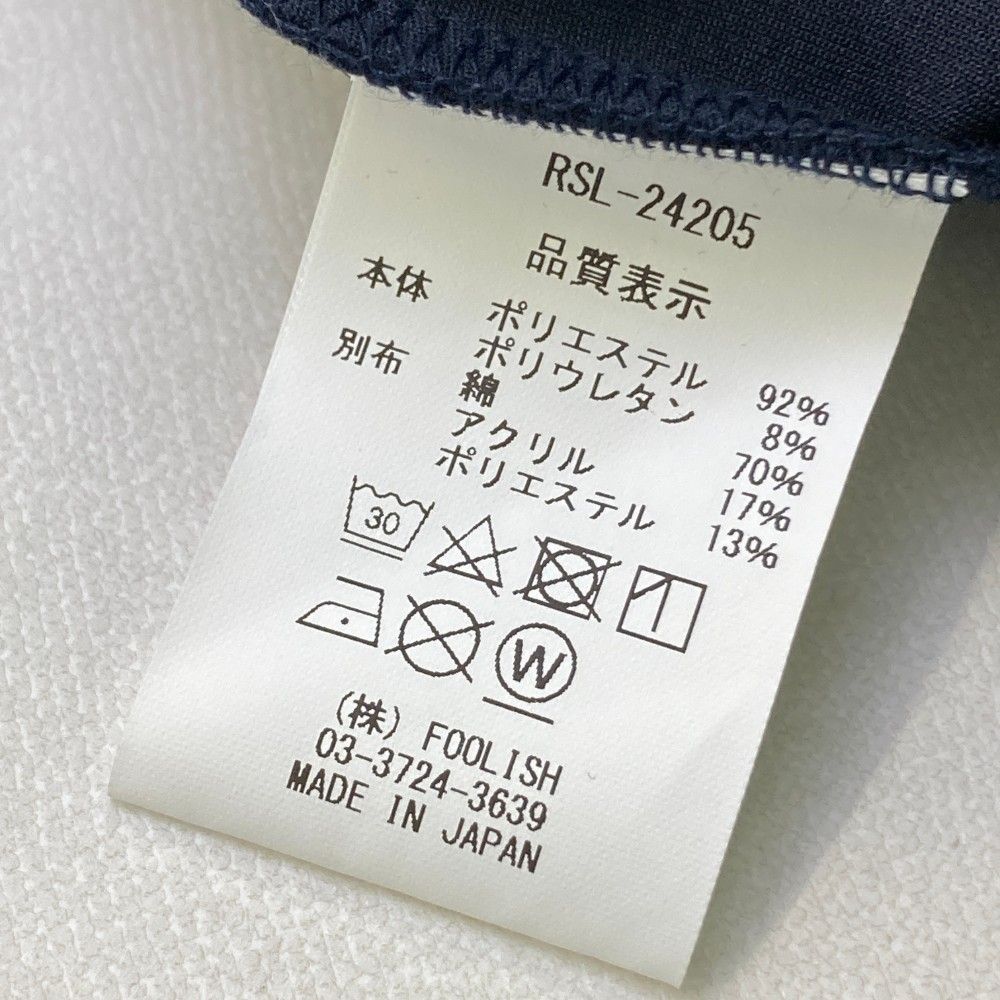 RSL-24205
品質表示
本体 ポリエステル 92%
ポリウレタン 8%
別布 綿 70%
アクリル 17%
ポリエステル 13%
30
W
(株) FOOLISH
03-3724-3639
MADE IN JAPAN